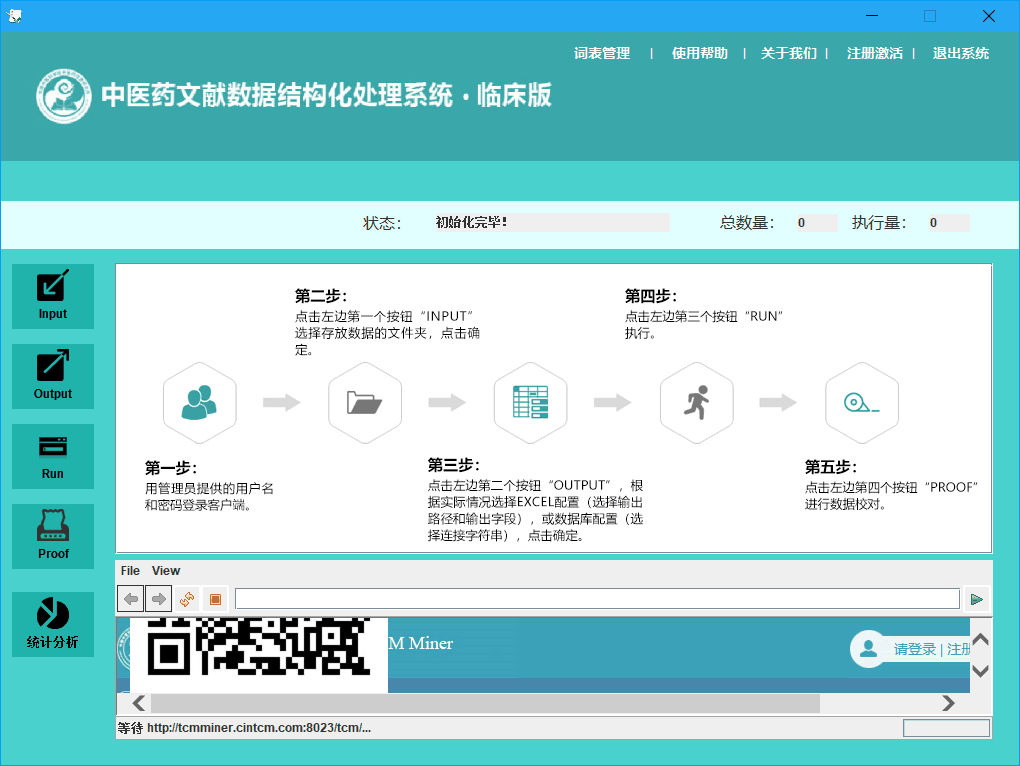 词表管理 | 使用帮助 | 关于我们 | 注册激活 | 退出系统
中医药文献数据结构化处理系统·临床版
状态： 初始化完毕! 总数量： 0 执行量： 0
Input
Output
Run
Proof
统计分析
第二步：
点击左边第一个按钮“INPUT”
选择存放数据的文件夹，点击确
定。
第四步：
点击左边第三个按钮“RUN”
执行。
第一步：
用管理员提供的用户名
和密码登录客户端。
第三步：
点击左边第二个按钮“OUTPUT”，根
据实际情况选择EXCEL配置（选择输出
路径和输出字段），或数据库配置（选
择连接字符串），点击确定。
第五步：
点击左边第四个按钮“PROOF”
进行数据校对。
File View
M Miner
请登录 | 注册
等待 http://tcmminer.cintcm.com:8023/tcm/...